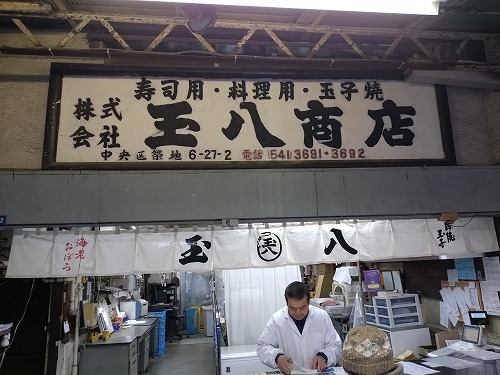 寿司用・料理用・玉子焼
株式会社 玉八商店
中央区築地 6-27-2 電話(541)3691・3692
海老おぼろ
玉
玉八
八
玉子